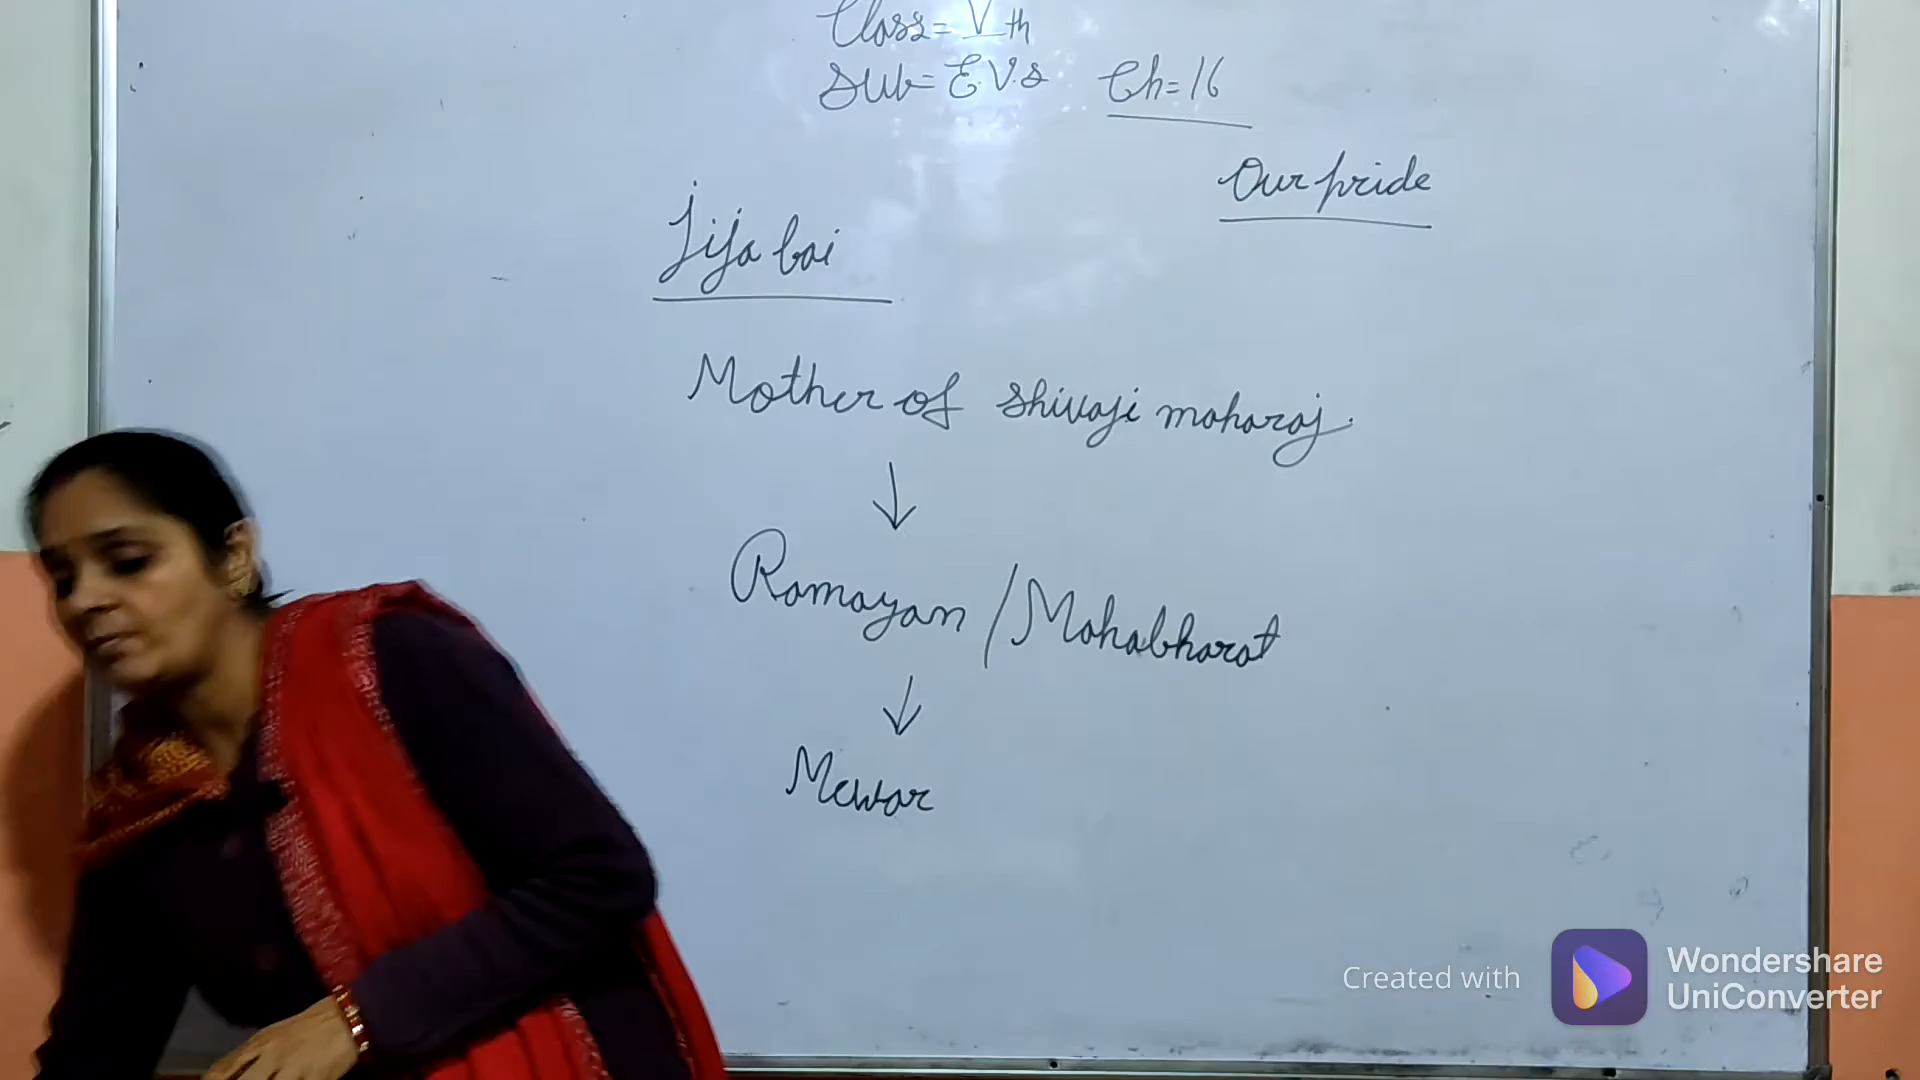 Class = Vth
Sub = E.V.S Ch = 16
Our pride
Jija bai
Mother of Shivaji maharaj.
↓
Ramayan / Mahabharat
↓
Mewar
Created with Wondershare UniConverter